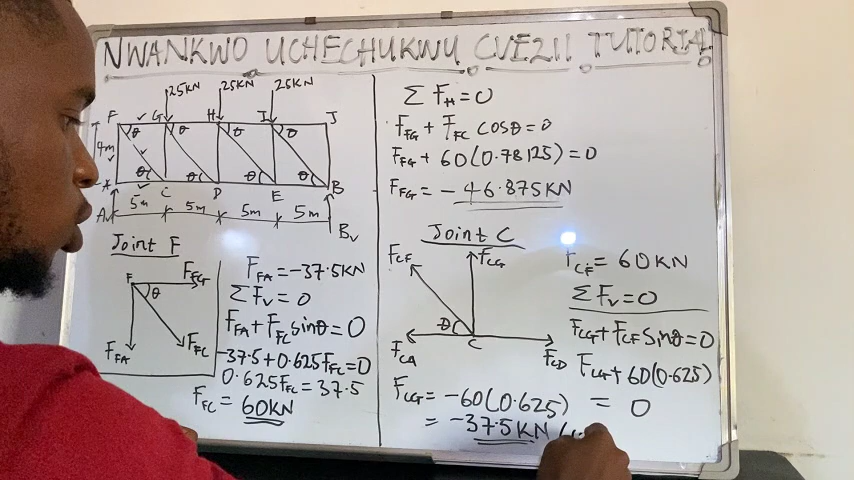 NWANKWO UCHECHUKWU CVEZII TUTORIAL
25KN 25KN 25KN
F G H I J
θ θ θ θ
4m
θ θ θ θ
A C D E B
5m 5m 5m 5m
Av Bv
Joint F
F FFG
θ
FFA FFC
FFA = -37.5KN
ΣFV = 0
FFA + FFC sinθ = 0
-37.5 + 0.625FFC = 0
0.625FFC = 37.5
FFC = 60KN
ΣFH = 0
FFG + FFC COSθ = 0
FFG + 60(0.78125) = 0
FFG = -46.875KN
Joint C
FCF FCG
θ
FCA C FCD
FCF = 60KN
ΣFV = 0
FCG + FCF Sinθ = 0
FCG + 60(0.625)
= 0
FCG = -60(0.625)
= -37.5KN